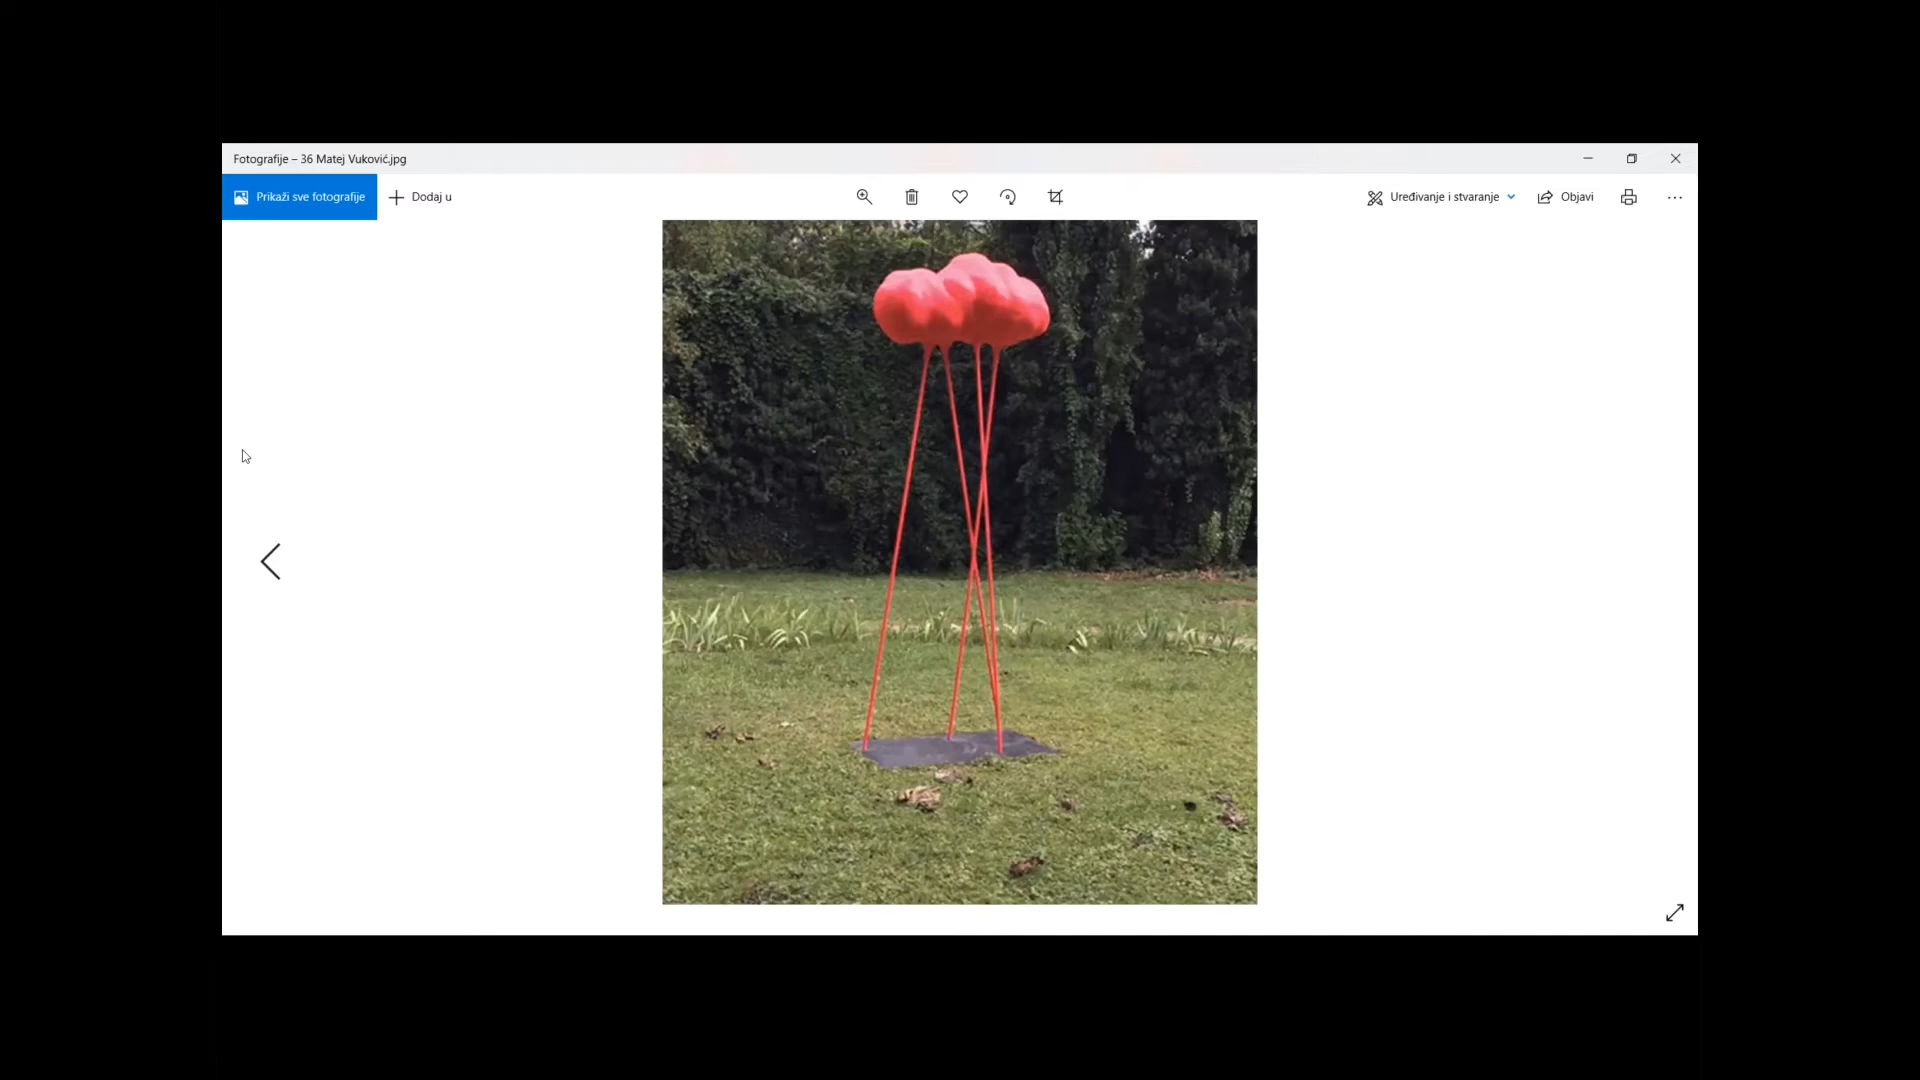 Fotografije – 36 Matej Vuković.jpg
Prikaži sve fotografije
Dodaj u
Uređivanje i stvaranje
Objavi